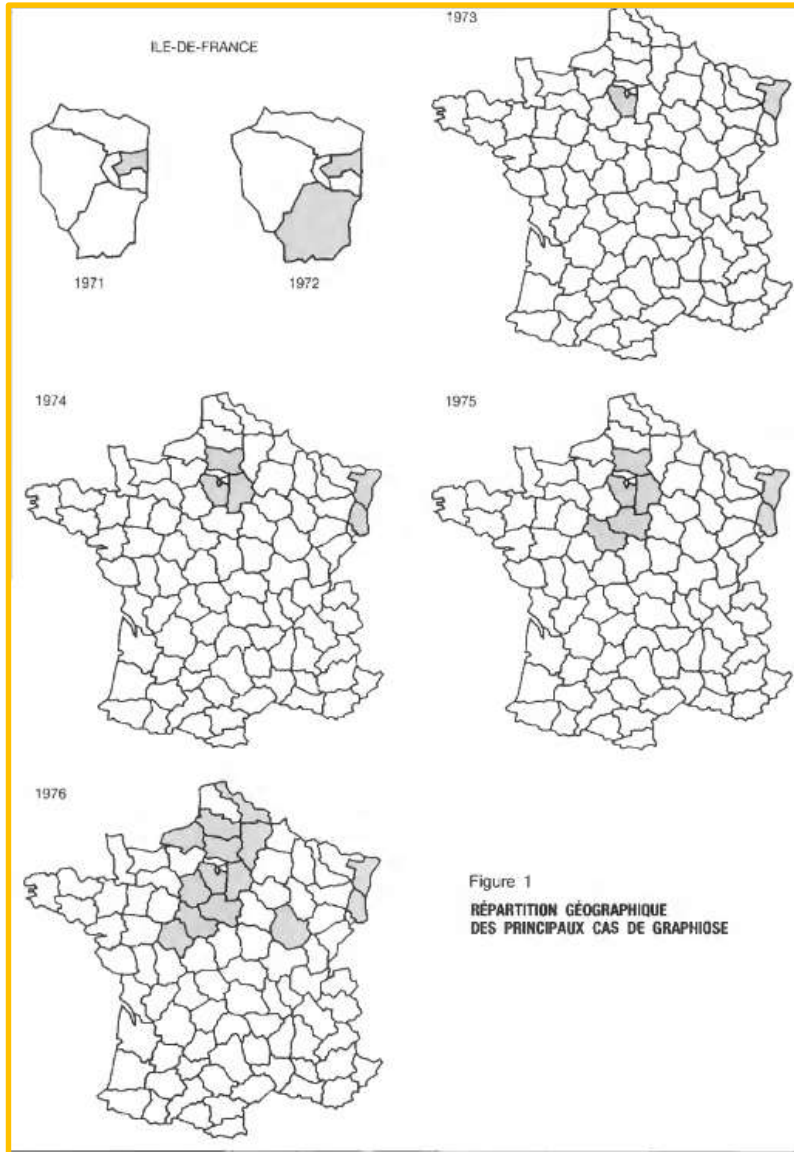 ILE-DE-FRANCE
1971
1972
1973
1974
1975
1976
Figure 1
RÉPARTITION GÉOGRAPHIQUE
DES PRINCIPAUX CAS DE GRAPHIOSE